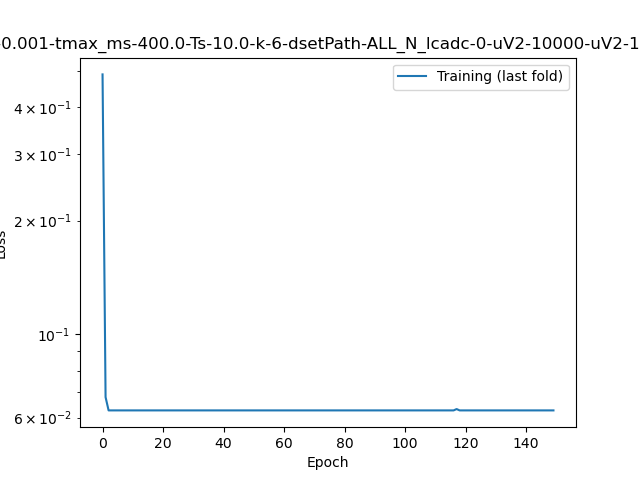 -0.001-tmax_ms-400.0-Ts-10.0-k-6-dsetPath-ALL_N_lcadc-0-uV2-10000-uV2-1
Training (last fold)
4 × 10⁻¹
3 × 10⁻¹
2 × 10⁻¹
10⁻¹
6 × 10⁻²
Loss
0 20 40 60 80 100 120 140
Epoch